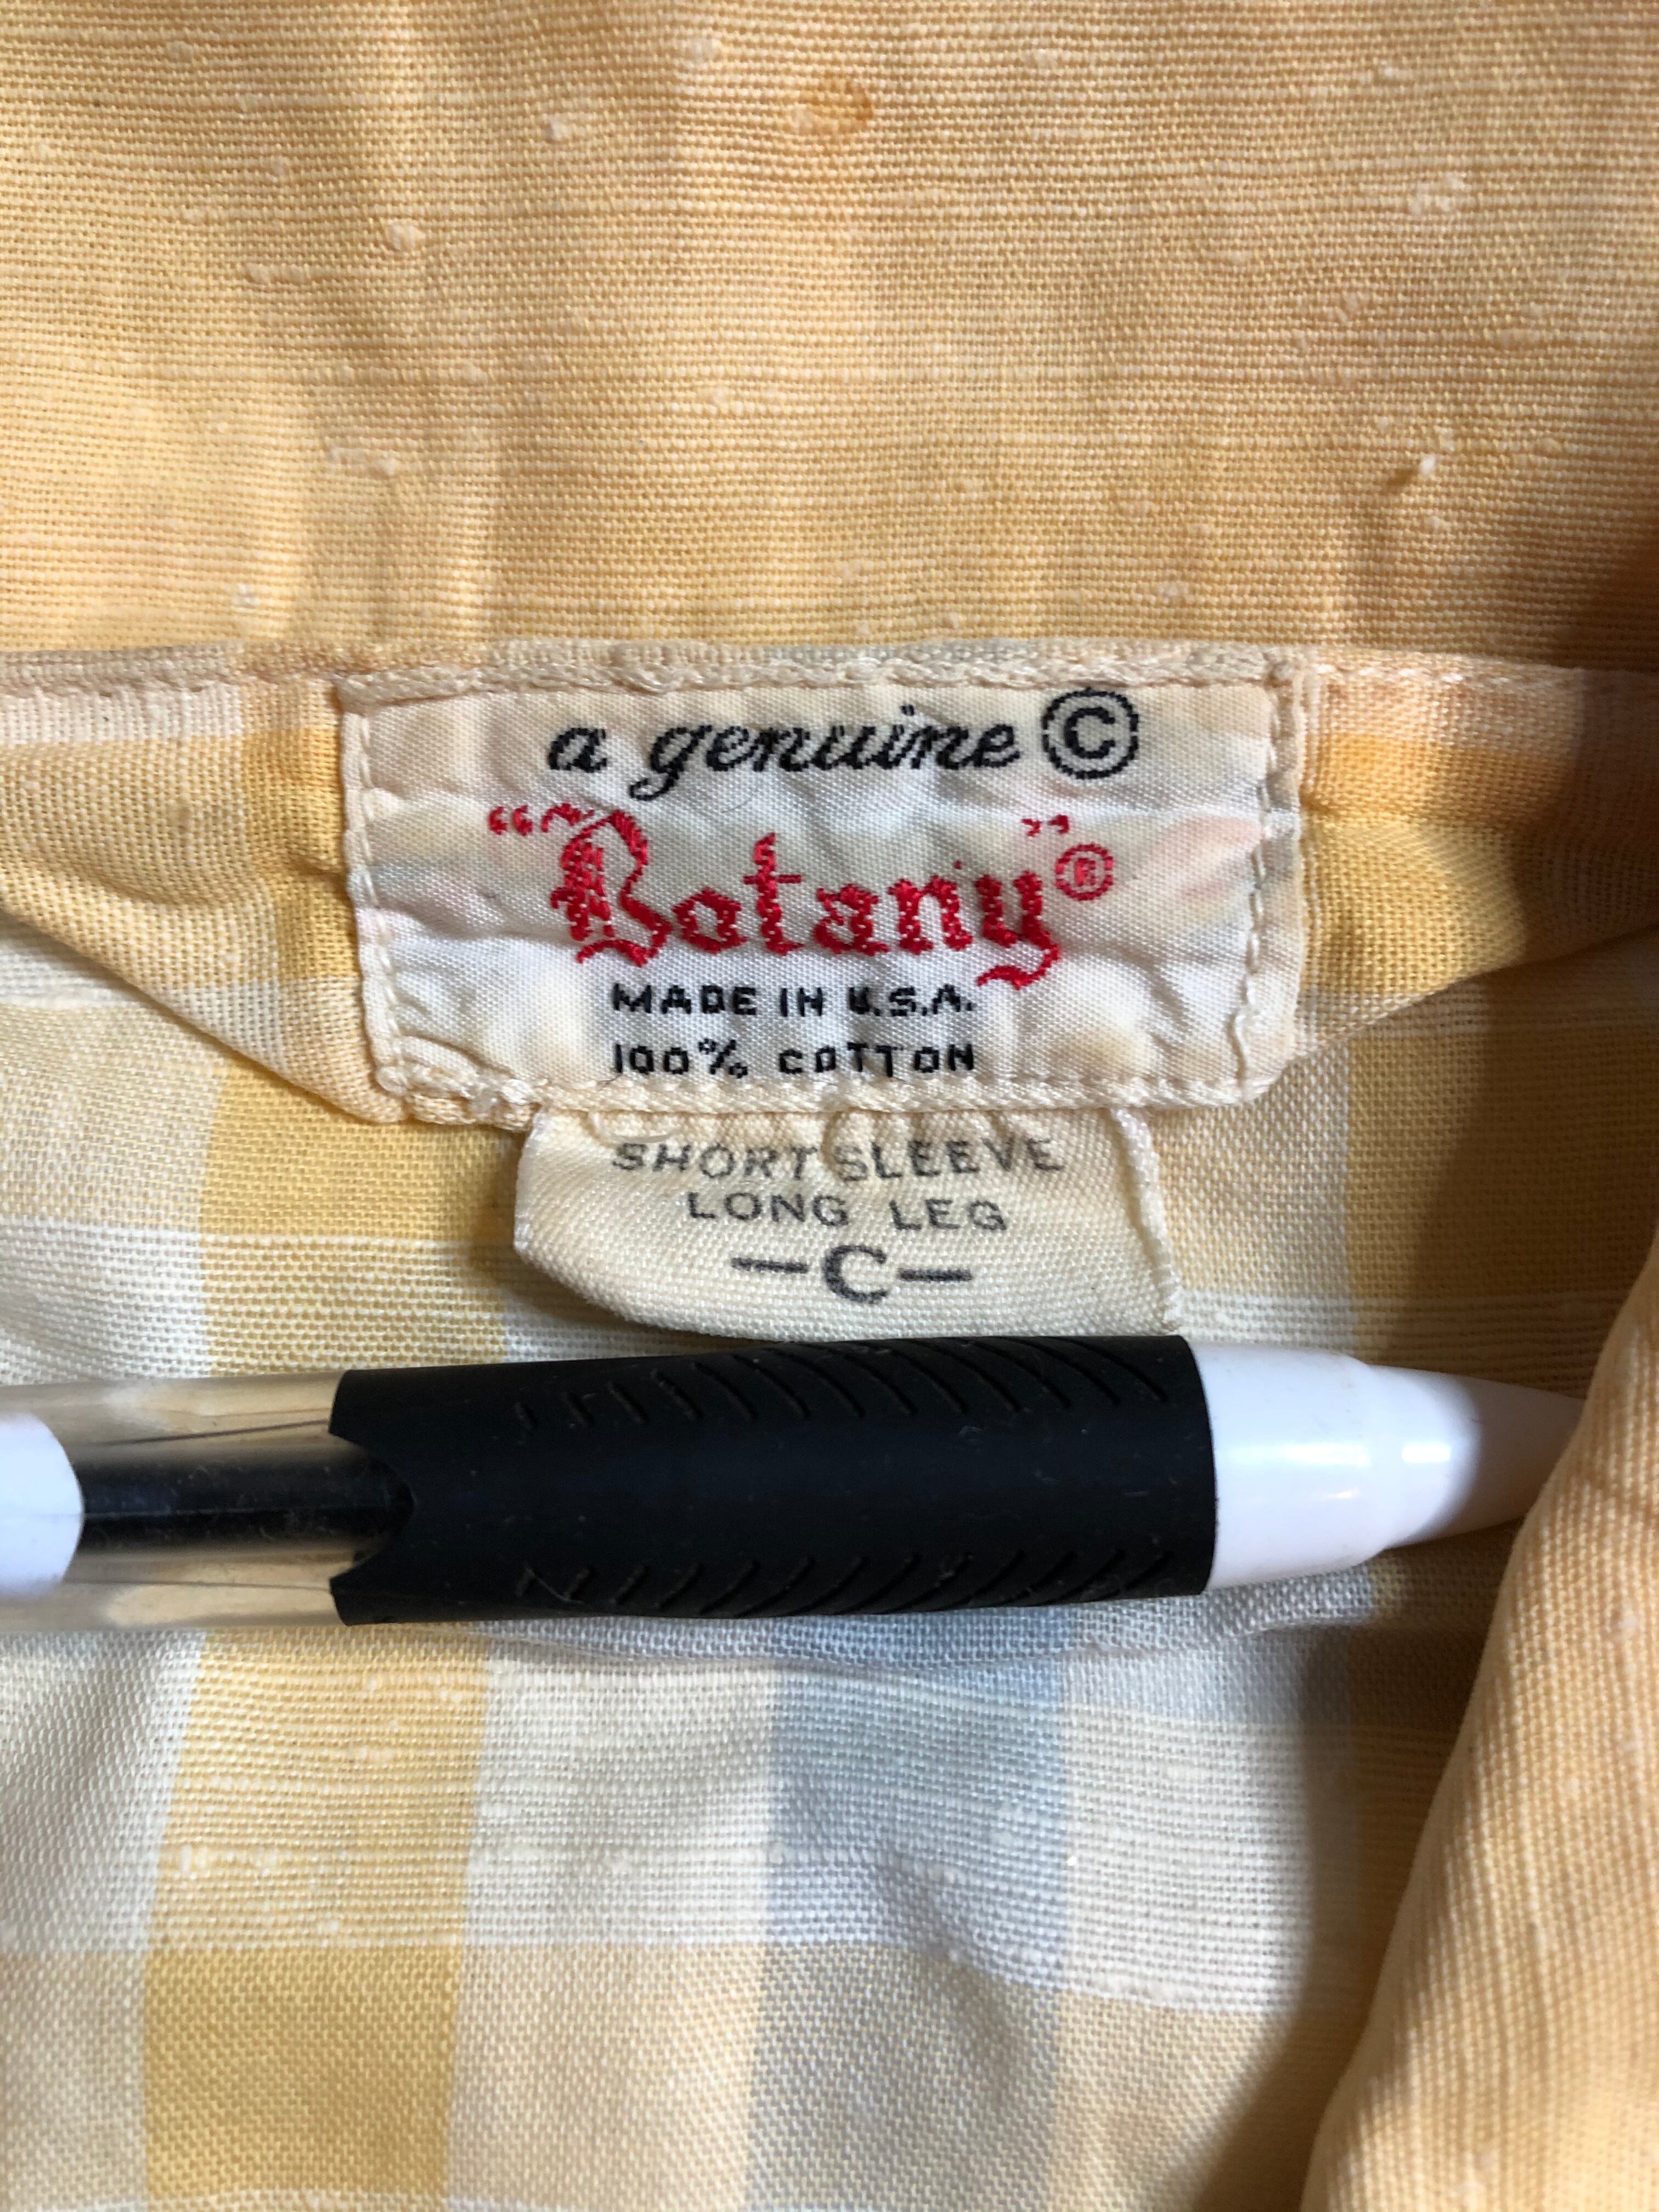 a genuine ©
"Botany"®
MADE IN U.S.A.
100% COTTON
SHORT SLEEVE
LONG LEG
—C—